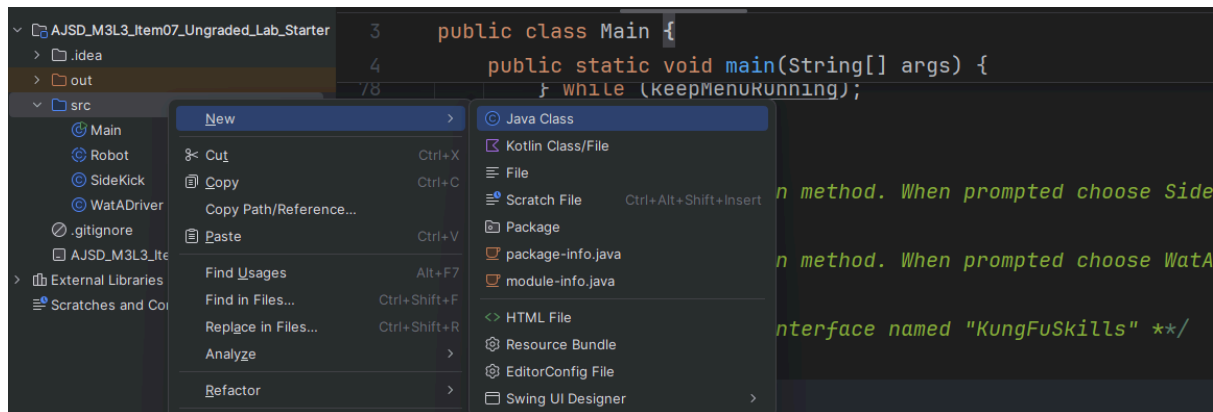 AJSD_M3L3_Item07_Ungraded_Lab_Starter
.idea
out
src
Main
Robot
SideKick
WatADriver
.gitignore
AJSD_M3L3_Ite
External Libraries
Scratches and Co
New
Cut Ctrl+X
Copy Ctrl+C
Copy Path/Reference...
Paste Ctrl+V
Find Usages Alt+F7
Find in Files... Ctrl+Shift+F
Replace in Files... Ctrl+Shift+R
Analyze
Refactor
Java Class
Kotlin Class/File
File
Scratch File Ctrl+Alt+Shift+Insert
Package
package-info.java
module-info.java
HTML File
Resource Bundle
EditorConfig File
Swing UI Designer
3 public class Main {
4 public static void main(String[] args) {
78 } while (keepMenuRunning);
n method. When prompted choose Side
n method. When prompted choose WatA
nterface named "KungFuSkills" **/